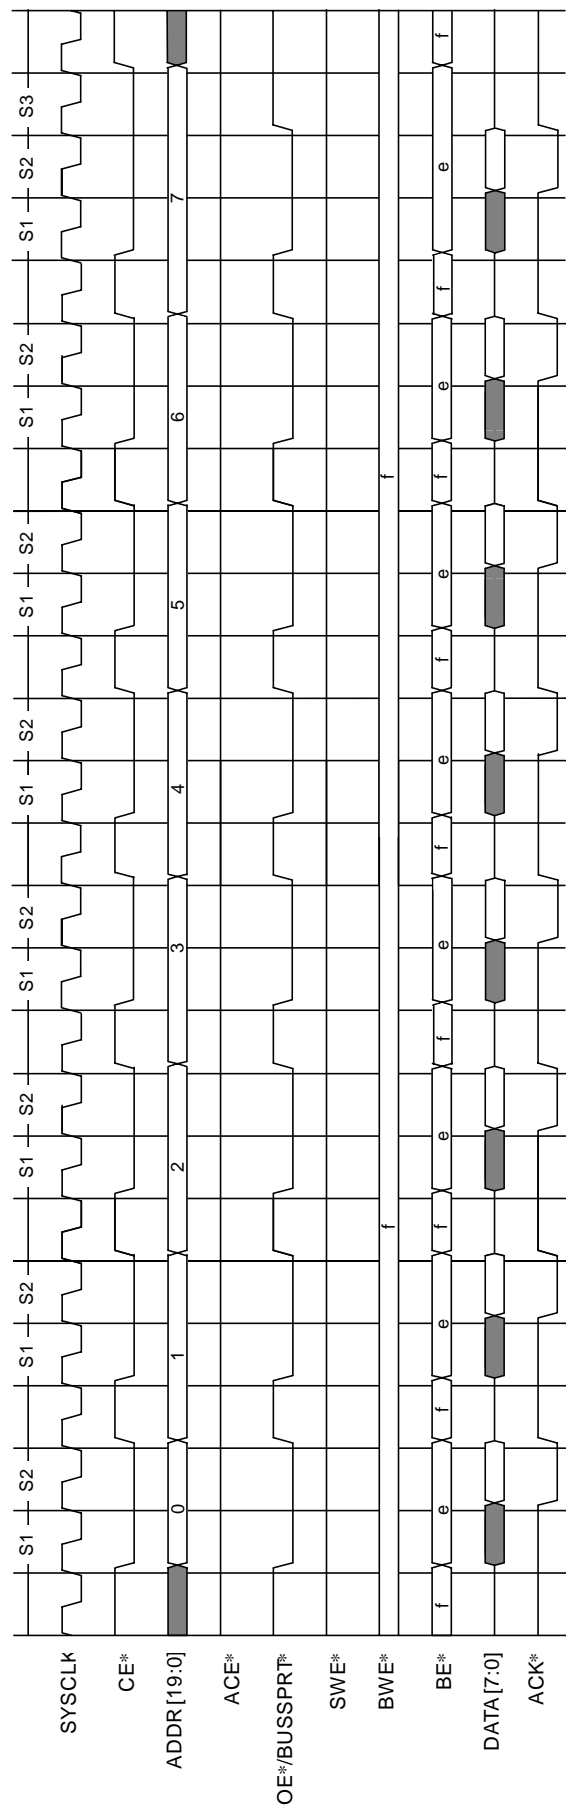 S1 S2 S1 S2 S1 S2 S1 S2 S1 S2 S1 S2 S1 S2 S1 S2 S3
SYSCLK
CE*
ADDR [19:0] 0 1 2 3 4 5 6 7
ACE*
OE*/BUSSPRT*
SWE*
BWE* f f
BE* f e f e f e f e f e f e f e f e f
DATA [7:0]
ACK*